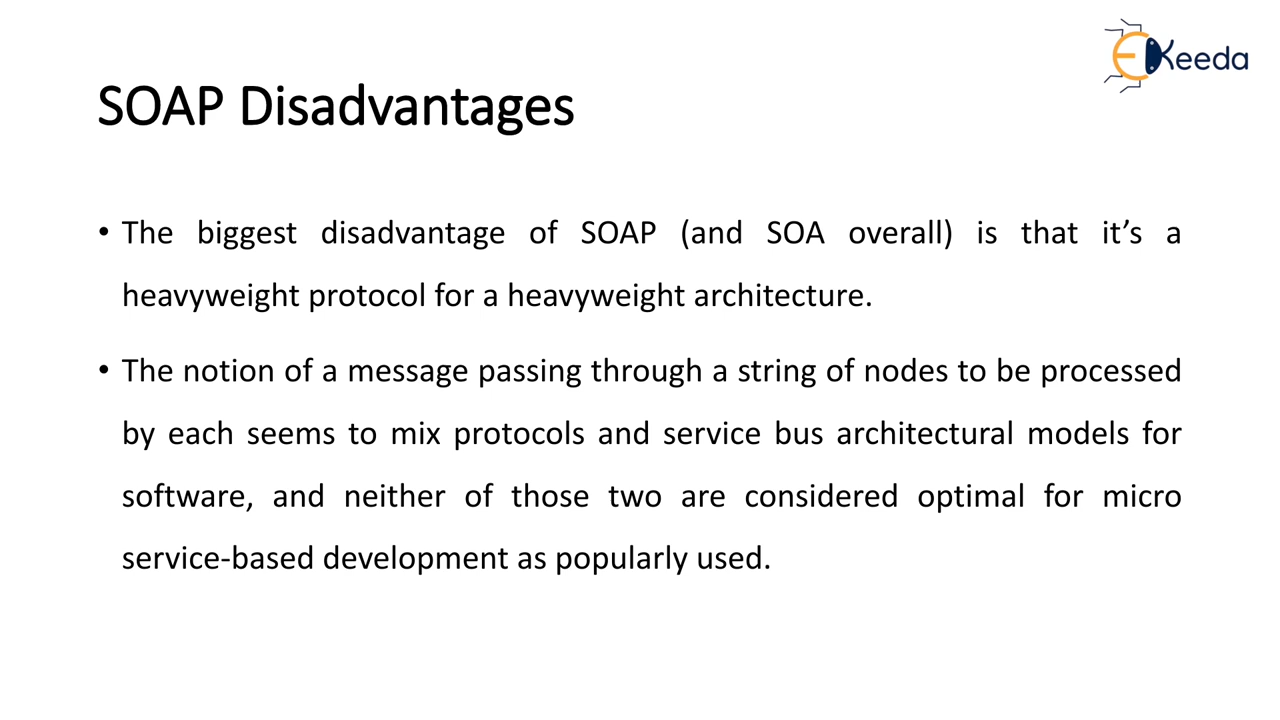 EKeeda
SOAP Disadvantages
• The biggest disadvantage of SOAP (and SOA overall) is that it’s a
heavyweight protocol for a heavyweight architecture.
• The notion of a message passing through a string of nodes to be processed
by each seems to mix protocols and service bus architectural models for
software, and neither of those two are considered optimal for micro
service-based development as popularly used.